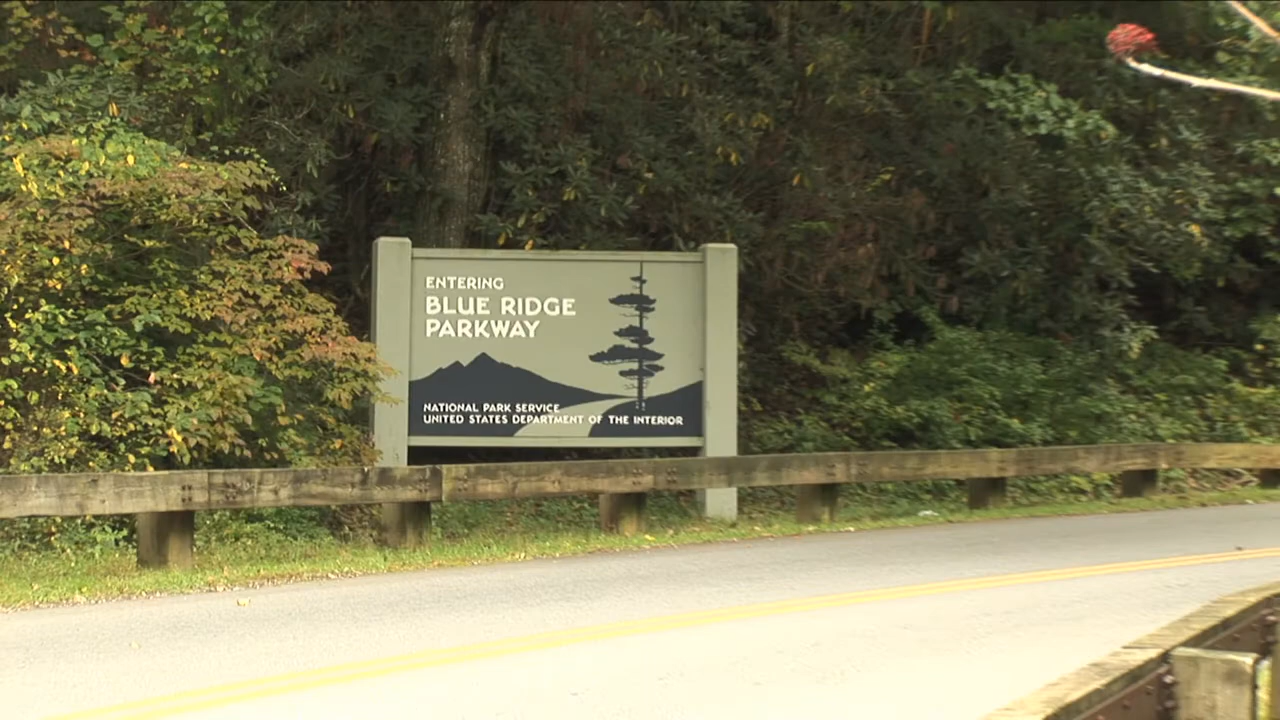 ENTERING
BLUE RIDGE
PARKWAY
NATIONAL PARK SERVICE
UNITED STATES DEPARTMENT OF THE INTERIOR